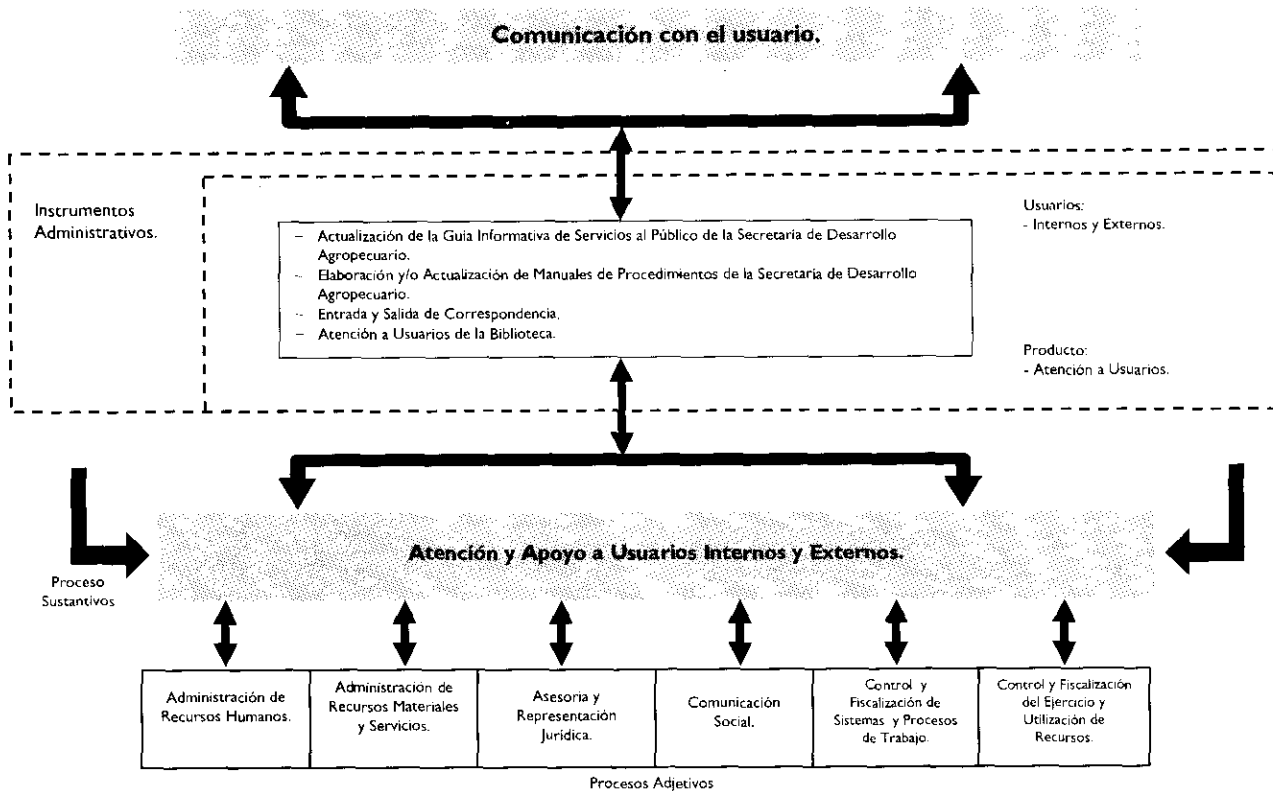 Comunicación con el usuario.
Instrumentos
Administrativos.
Usuarios:
- Internos y Externos.
– Actualización de la Guia Informativa de Servicios al Público de la Secretaria de Desarrollo
Agropecuario.
– Elaboración y/o Actualización de Manuales de Procedimientos de la Secretaria de Desarrollo
Agropecuario.
– Entrada y Salida de Correspondencia.
– Atención a Usuarios de la Biblioteca.
Producto:
- Atención a Usuarios.
Atención y Apoyo a Usuarios Internos y Externos.
Proceso
Sustantivos
Administración de
Recursos Humanos.
Administración de
Recursos Materiales
y Servicios.
Asesoria y
Representación
Jurídica.
Comunicación
Social.
Control y
Fiscalización de
Sistemas y Procesos
de Trabajo.
Control y Fiscalización
del Ejercicio y
Utilización de
Recursos.
Procesos Adjetivos